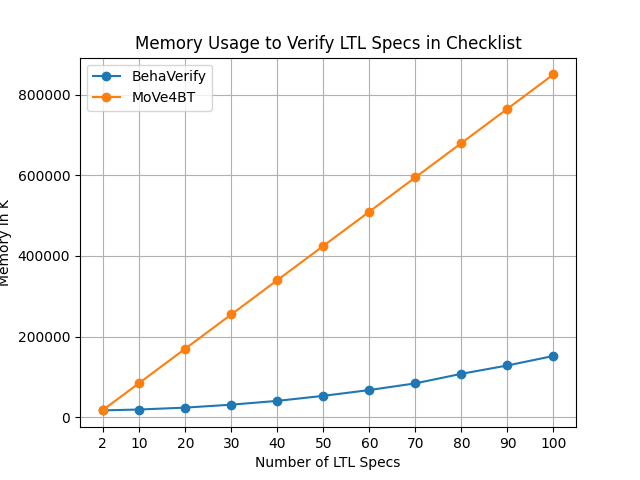 Memory Usage to Verify LTL Specs in Checklist
BehaVerify
MoVe4BT
800000
600000
400000
200000
0
Memory in K
2 10 20 30 40 50 60 70 80 90 100
Number of LTL Specs